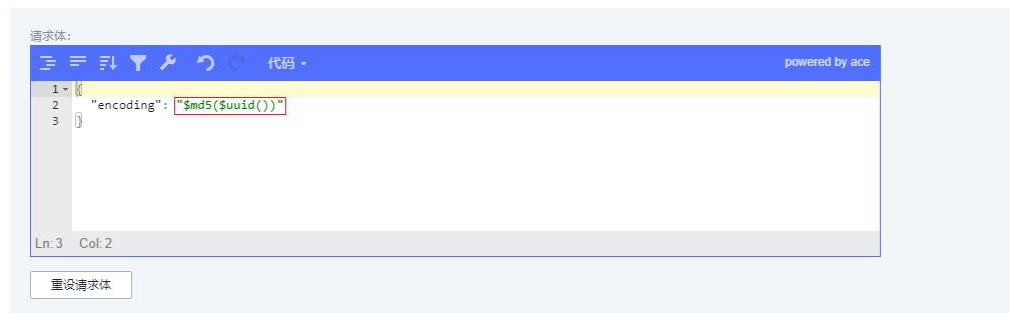 请求体:
代码
powered by ace
1 {
2 "encoding": "$md5($uuid())"
3 }
Ln: 3 Col: 2
重设请求体